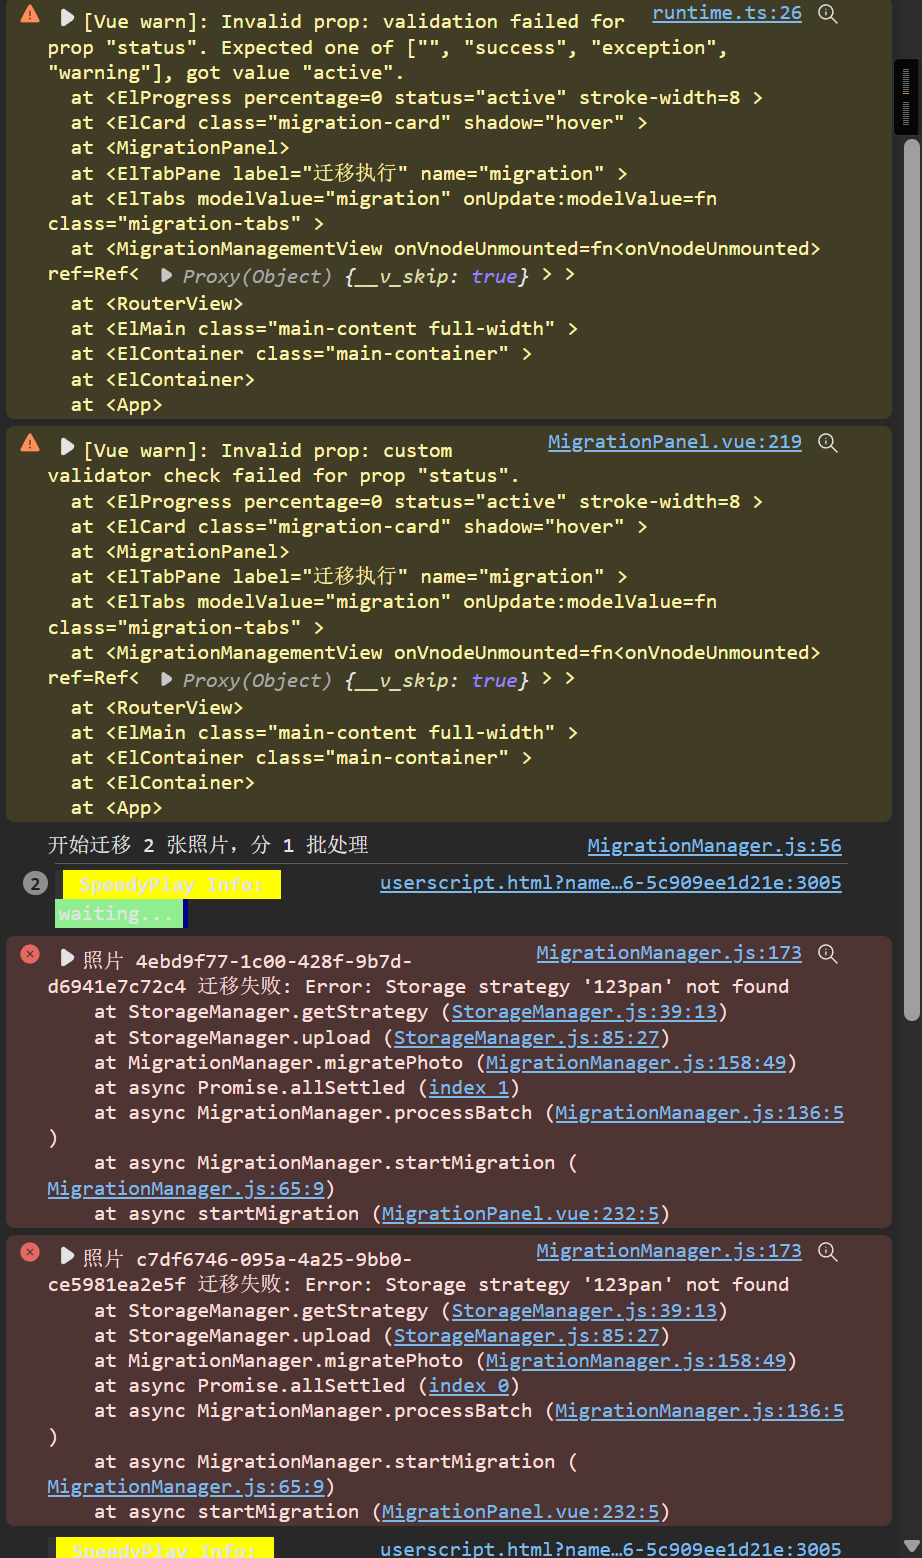 [Vue warn]: Invalid prop: validation failed for runtime.ts:26
prop "status". Expected one of ["", "success", "exception",
"warning"], got value "active".
at <ElProgress percentage=0 status="active" stroke-width=8 >
at <ElCard class="migration-card" shadow="hover" >
at <MigrationPanel>
at <ElTabPane label="迁移执行" name="migration" >
at <ElTabs modelValue="migration" onUpdate:modelValue=fn
class="migration-tabs" >
at <MigrationManagementView onVnodeUnmounted=fn<onVnodeUnmounted>
ref=Ref< ▶ Proxy(Object) {__v_skip: true} > >
at <RouterView>
at <ElMain class="main-content full-width" >
at <ElContainer class="main-container" >
at <ElContainer>
at <App>
[Vue warn]: Invalid prop: custom MigrationPanel.vue:219
validator check failed for prop "status".
at <ElProgress percentage=0 status="active" stroke-width=8 >
at <ElCard class="migration-card" shadow="hover" >
at <MigrationPanel>
at <ElTabPane label="迁移执行" name="migration" >
at <ElTabs modelValue="migration" onUpdate:modelValue=fn
class="migration-tabs" >
at <MigrationManagementView onVnodeUnmounted=fn<onVnodeUnmounted>
ref=Ref< ▶ Proxy(Object) {__v_skip: true} > >
at <RouterView>
at <ElMain class="main-content full-width" >
at <ElContainer class="main-container" >
at <ElContainer>
at <App>
开始迁移 2 张照片，分 1 批处理 MigrationManager.js:56
2 SpeedyPlay Info: userscript.html?name…6-5c909ee1d21e:3005
waiting...
照片 4ebd9f77-1c00-428f-9b7d- MigrationManager.js:173
d6941e7c72c4 迁移失败: Error: Storage strategy '123pan' not found
at StorageManager.getStrategy (StorageManager.js:39:13)
at StorageManager.upload (StorageManager.js:85:27)
at MigrationManager.migratePhoto (MigrationManager.js:158:49)
at async Promise.allSettled (index 1)
at async MigrationManager.processBatch (MigrationManager.js:136:5
)
at async MigrationManager.startMigration (
MigrationManager.js:65:9)
at async startMigration (MigrationPanel.vue:232:5)
照片 c7df6746-095a-4a25-9bb0- MigrationManager.js:173
ce5981ea2e5f 迁移失败: Error: Storage strategy '123pan' not found
at StorageManager.getStrategy (StorageManager.js:39:13)
at StorageManager.upload (StorageManager.js:85:27)
at MigrationManager.migratePhoto (MigrationManager.js:158:49)
at async Promise.allSettled (index 0)
at async MigrationManager.processBatch (MigrationManager.js:136:5
)
at async MigrationManager.startMigration (
MigrationManager.js:65:9)
at async startMigration (MigrationPanel.vue:232:5)
SpeedyPlay Info: userscript.html?name…6-5c909ee1d21e:3005